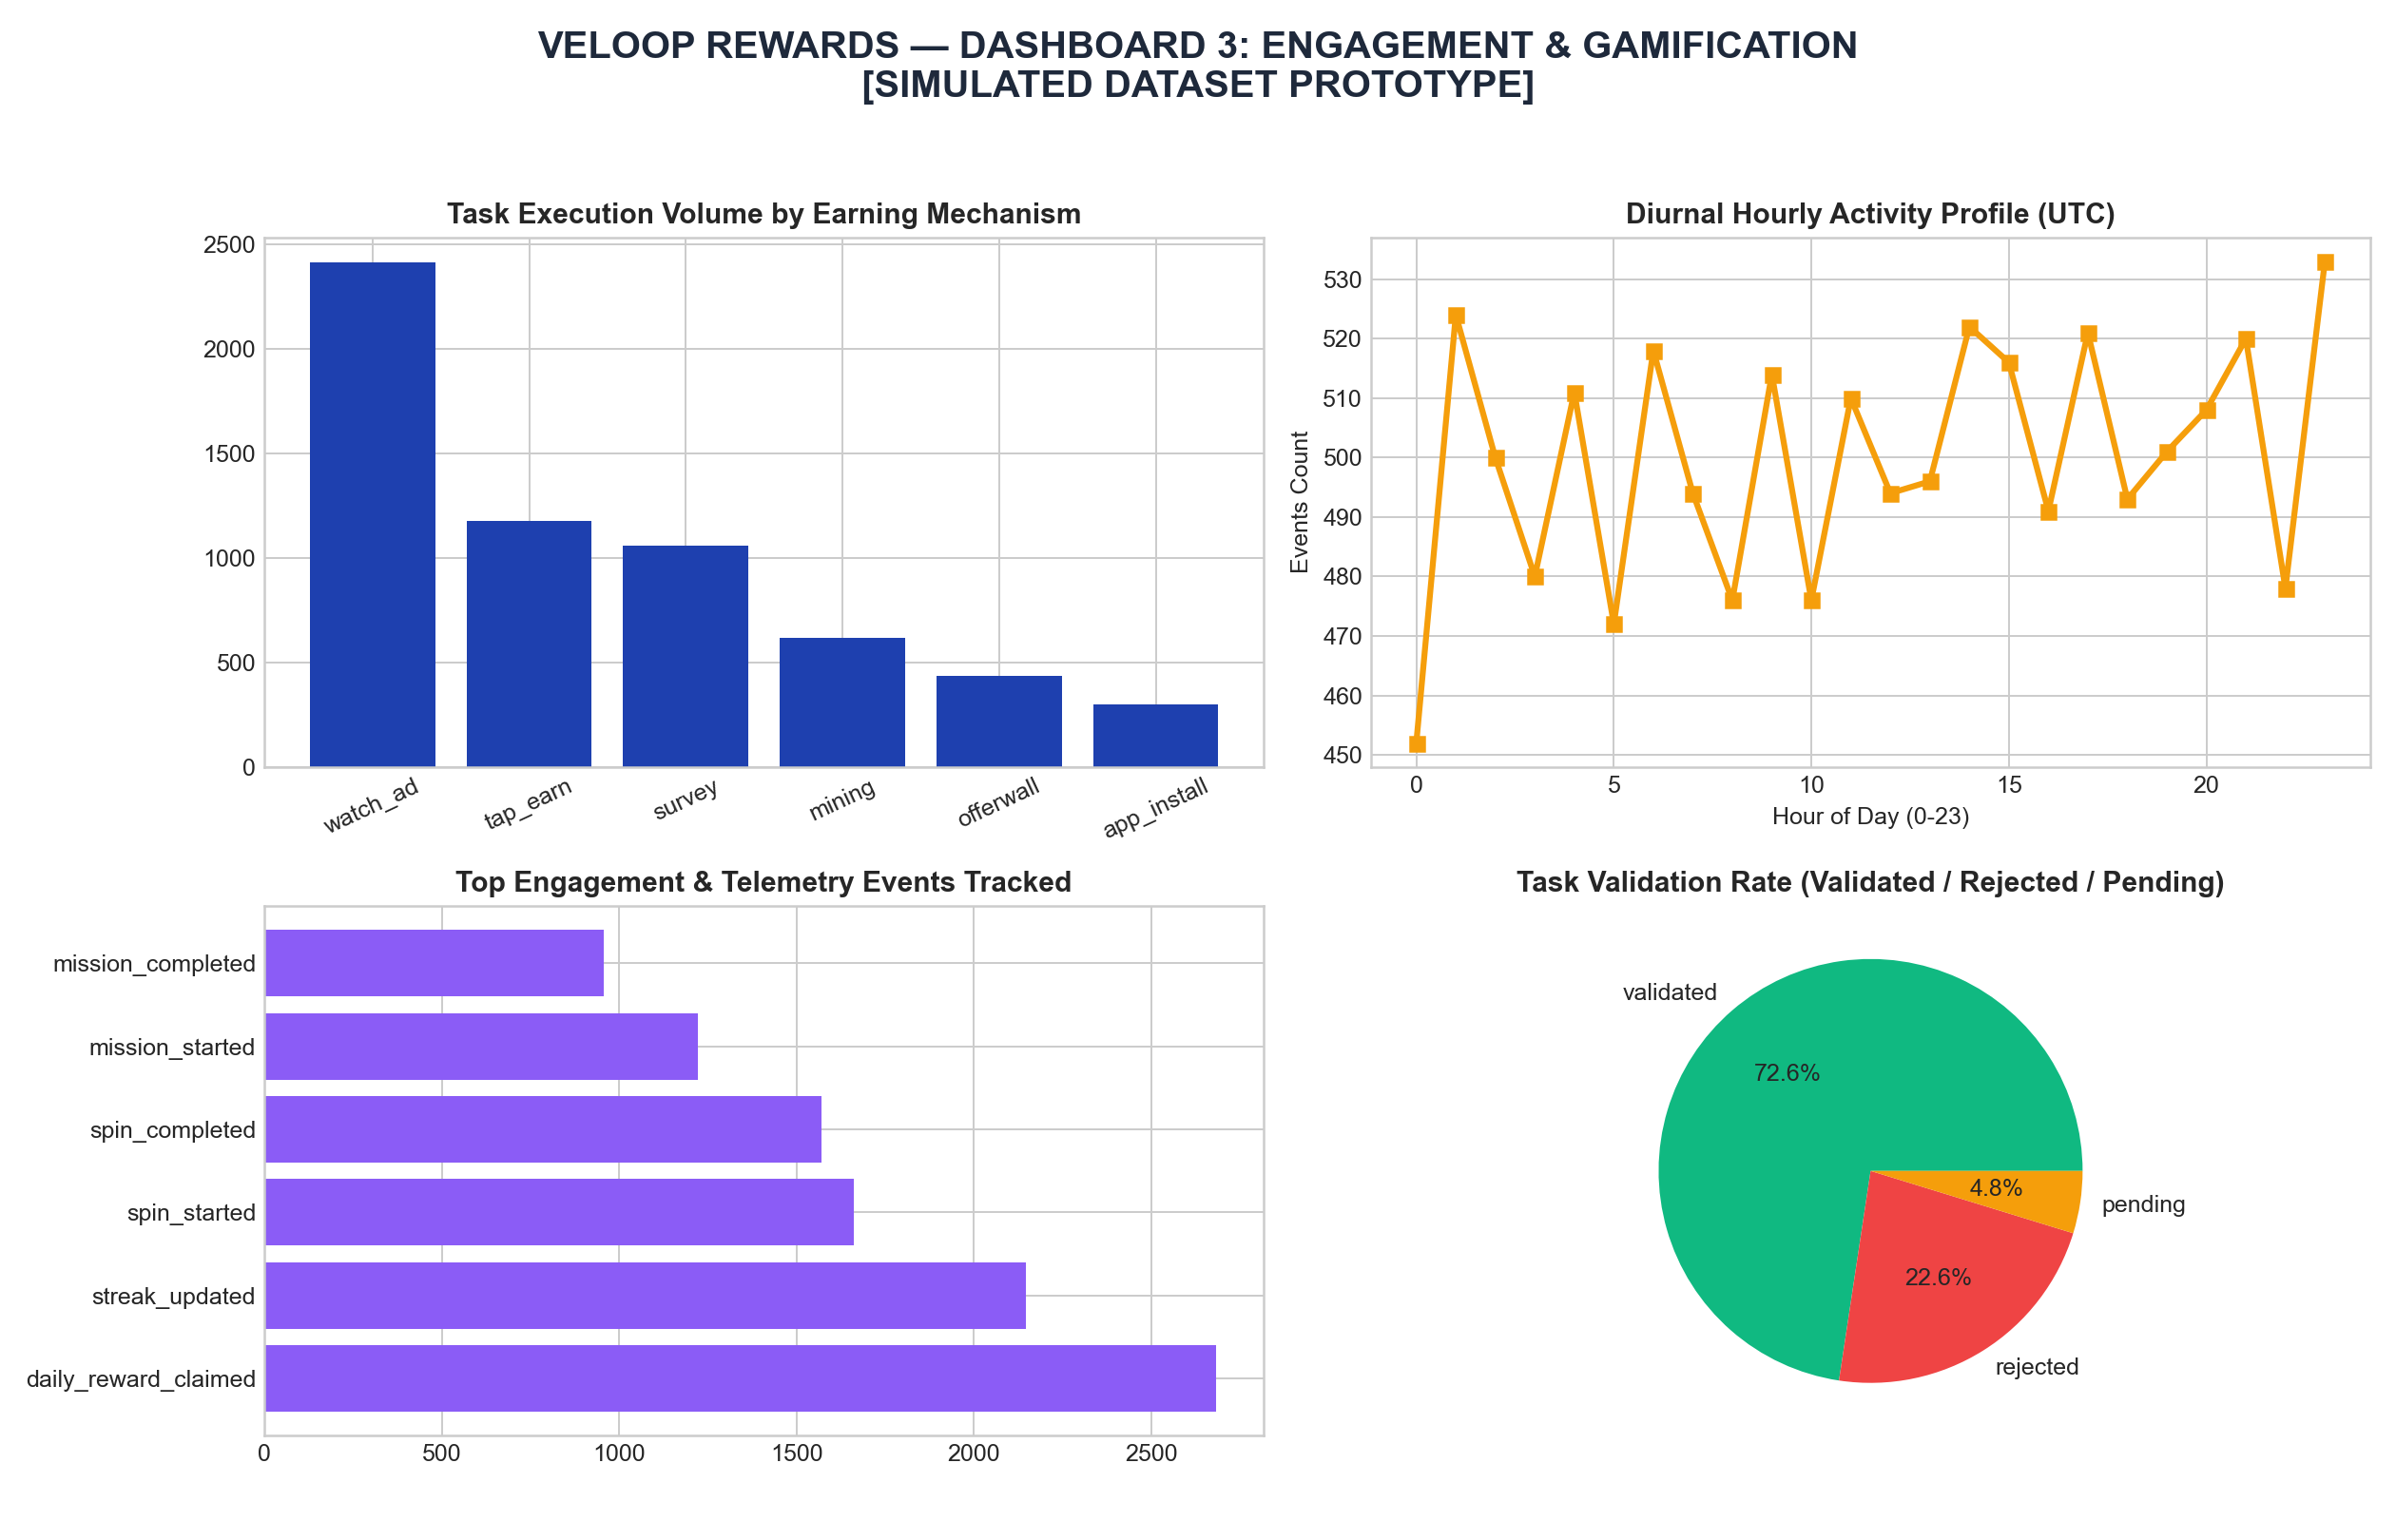 VELOOP REWARDS — DASHBOARD 3: ENGAGEMENT & GAMIFICATION
[SIMULATED DATASET PROTOTYPE]
Task Execution Volume by Earning Mechanism
2500
2000
1500
1000
500
0
watch_ad
tap_earn
survey
mining
offerwall
app_install
Diurnal Hourly Activity Profile (UTC)
Events Count
530
520
510
500
490
480
470
460
450
0
5
10
15
20
Hour of Day (0-23)
Top Engagement & Telemetry Events Tracked
mission_completed
mission_started
spin_completed
spin_started
streak_updated
daily_reward_claimed
0
500
1000
1500
2000
2500
Task Validation Rate (Validated / Rejected / Pending)
validated
72.6%
4.8%
pending
22.6%
rejected